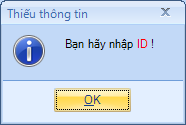 Thiếu thông tin
Bạn hãy nhập ID !
OK